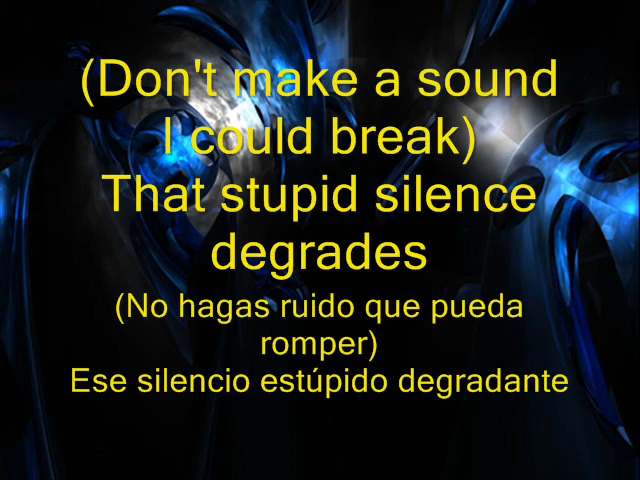 (Don't make a sound
I could break)
That stupid silence
degrades
(No hagas ruido que pueda
romper)
Ese silencio estúpido degradante